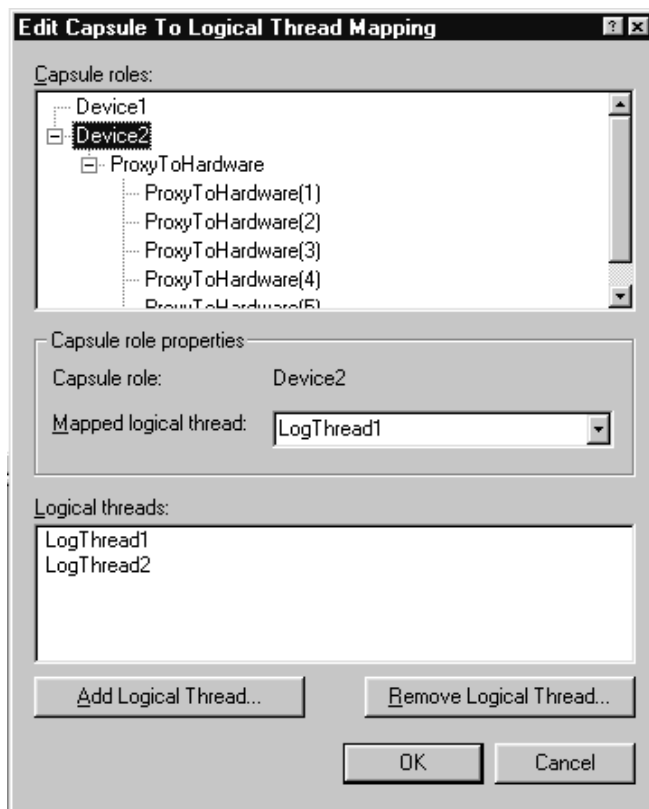 Edit Capsule To Logical Thread Mapping
Capsule roles:
Device1
Device2
ProxyToHardware
ProxyToHardware(1)
ProxyToHardware(2)
ProxyToHardware(3)
ProxyToHardware(4)
ProxyToHardware(5)
Capsule role properties
Capsule role: Device2
Mapped logical thread: LogThread1
Logical threads:
LogThread1
LogThread2
Add Logical Thread... Remove Logical Thread...
OK Cancel